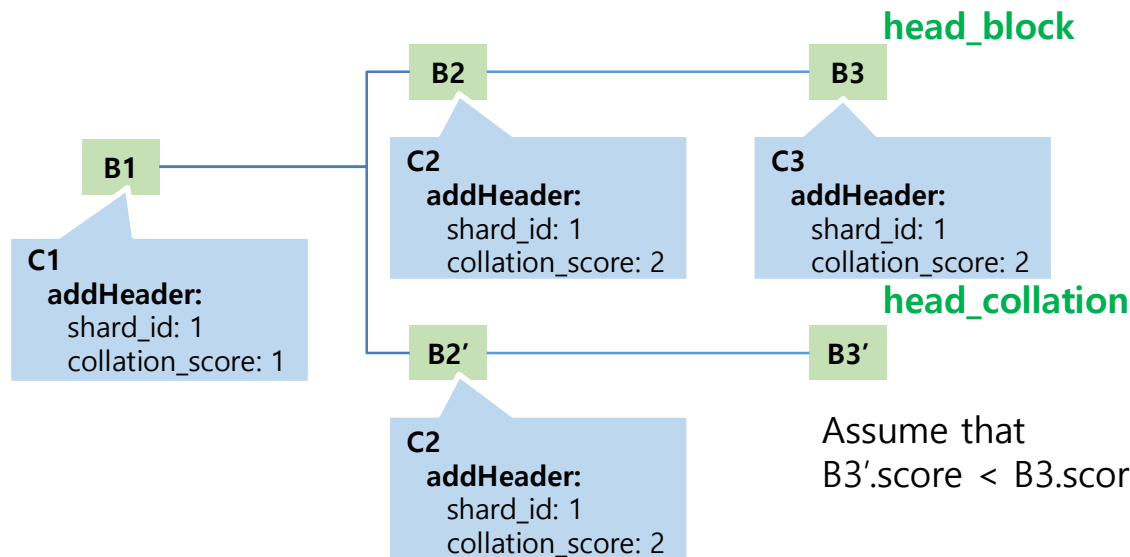 head_block
B2
B3
B1
C2
addHeader:
shard_id: 1
collation_score: 2
C3
addHeader:
shard_id: 1
collation_score: 2
C1
addHeader:
shard_id: 1
collation_score: 1
head_collation
B2’
B3’
C2
addHeader:
shard_id: 1
collation_score: 2
Assume that
B3’.score < B3.scor